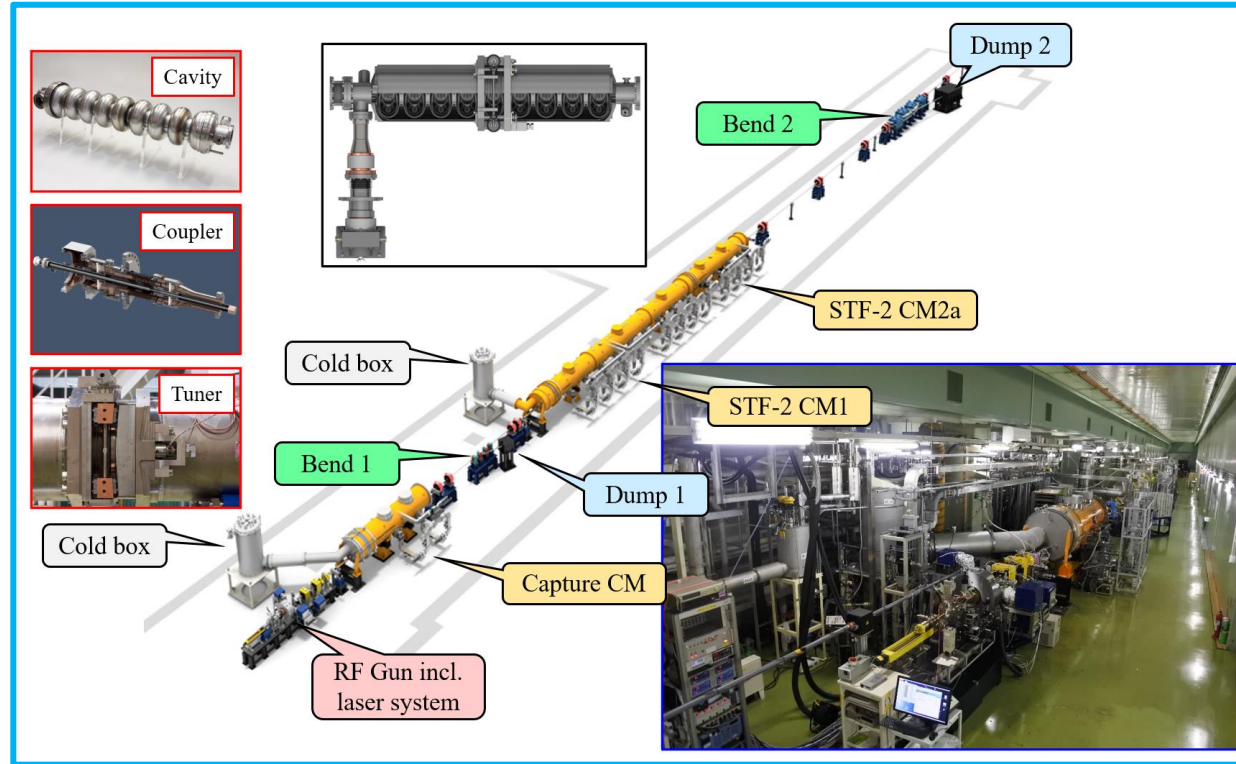 Cavity
Coupler
Tuner
Dump 2
Bend 2
STF-2 CM2a
Cold box
STF-2 CM1
Bend 1
Dump 1
Cold box
Capture CM
RF Gun incl.
laser system